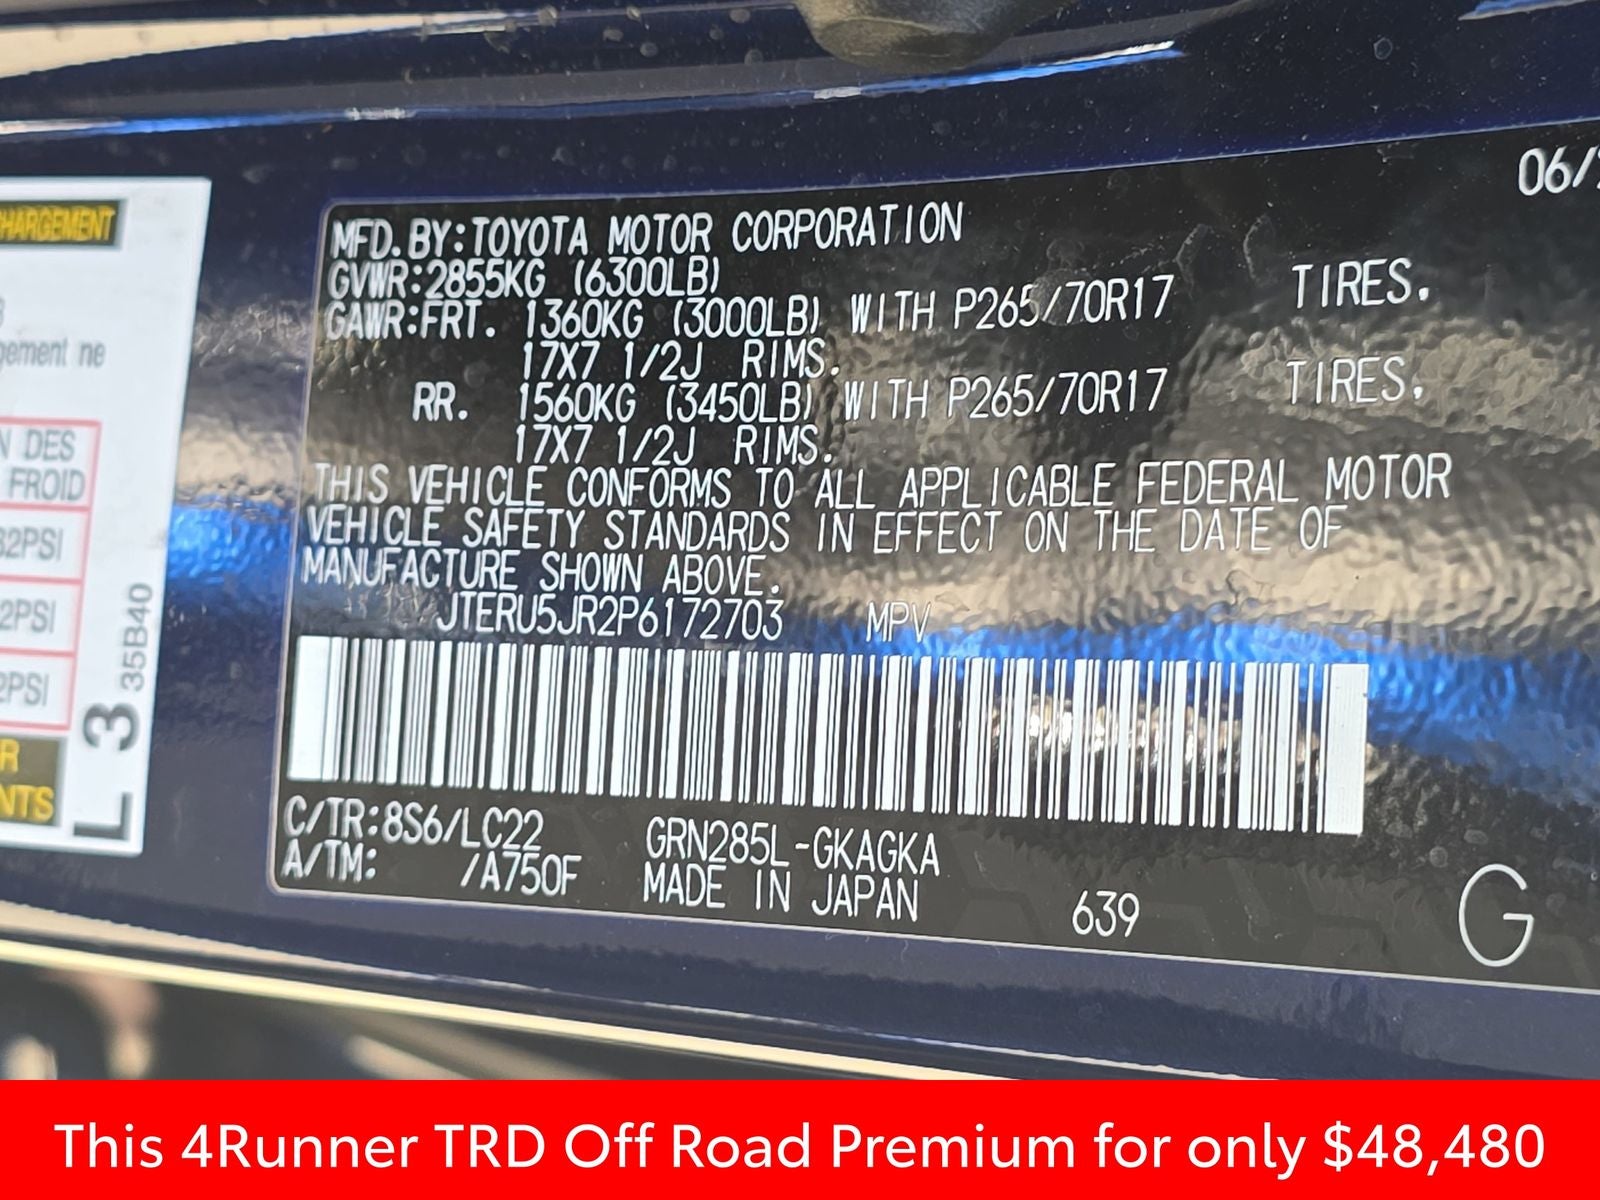 06/
MFD.BY:TOYOTA MOTOR CORPORATION
GVWR:2855KG (6300LB)
GAWR:FRT. 1360KG (3000LB) WITH P265/70R17 TIRES,
17X7 1/2J RIMS.
RR. 1560KG (3450LB) WITH P265/70R17 TIRES,
17X7 1/2J RIMS.
THIS VEHICLE CONFORMS TO ALL APPLICABLE FEDERAL MOTOR
VEHICLE SAFETY STANDARDS IN EFFECT ON THE DATE OF
MANUFACTURE SHOWN ABOVE.
JTERU5JR2P6172703 MPV
C/TR:8S6/LC22 GRN285L-GKAGKA
A/TM: /A750F MADE IN JAPAN 639 G
CHARGEMENT
gement ne
N DES
FROID
32PSI
2PSI
2PSI
R
NTS
L 3 35B40
This 4Runner TRD Off Road Premium for only $48,480